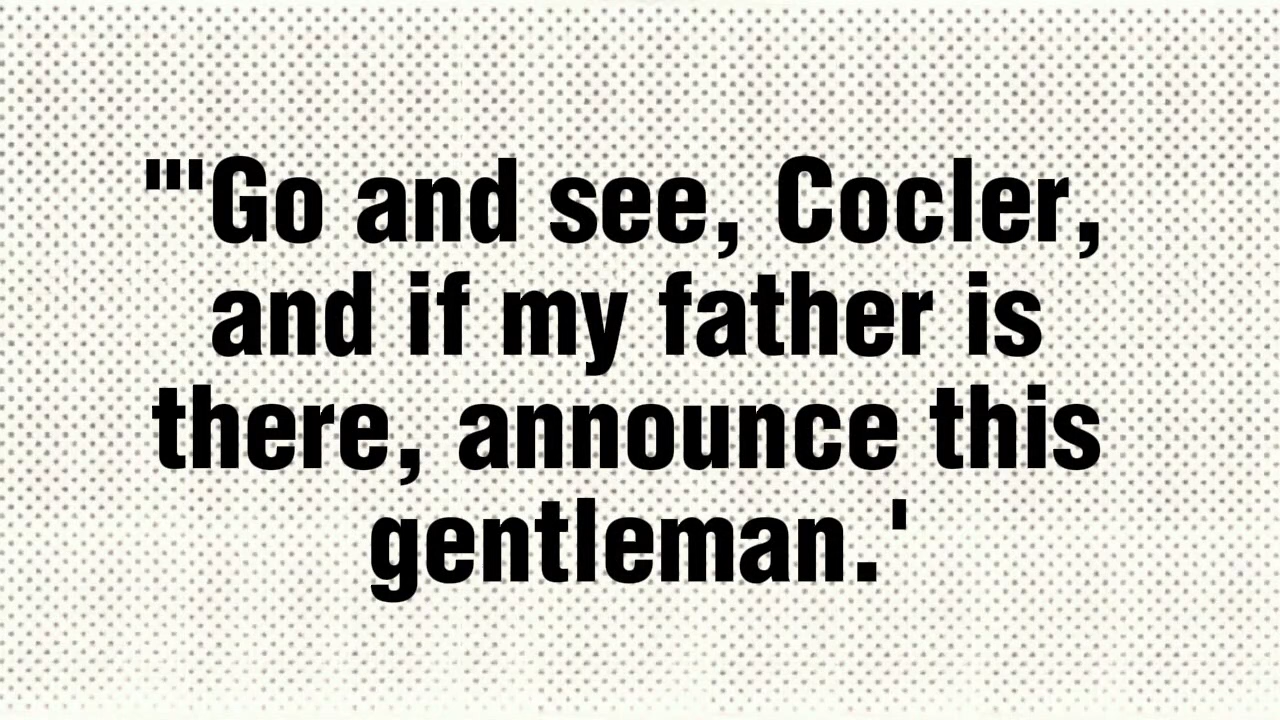 "'Go and see, Cocler,
and if my father is
there, announce this
gentleman.'